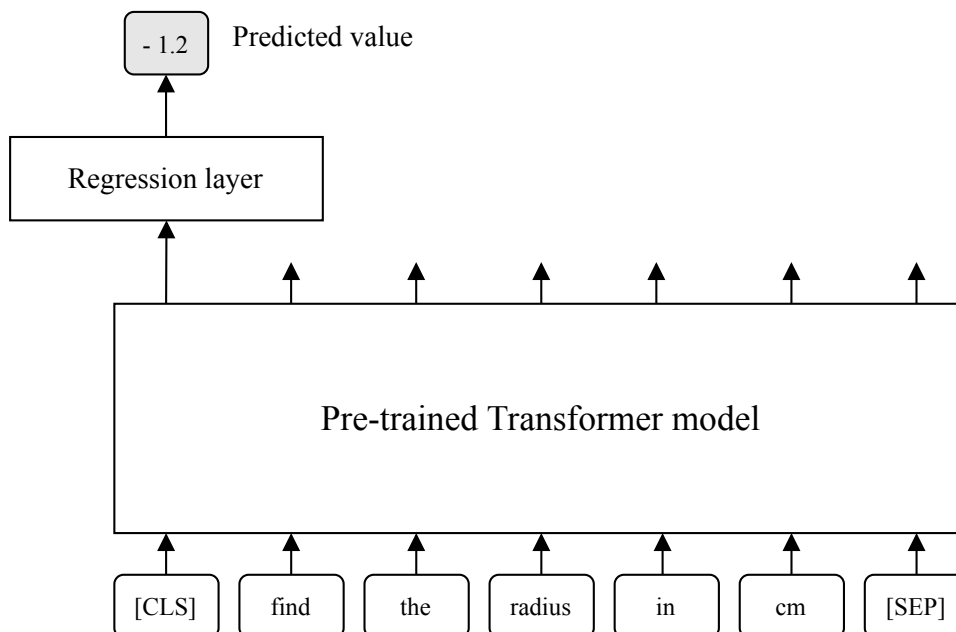 - 1.2 Predicted value
Regression layer
Pre-trained Transformer model
[CLS] find the radius in cm [SEP]